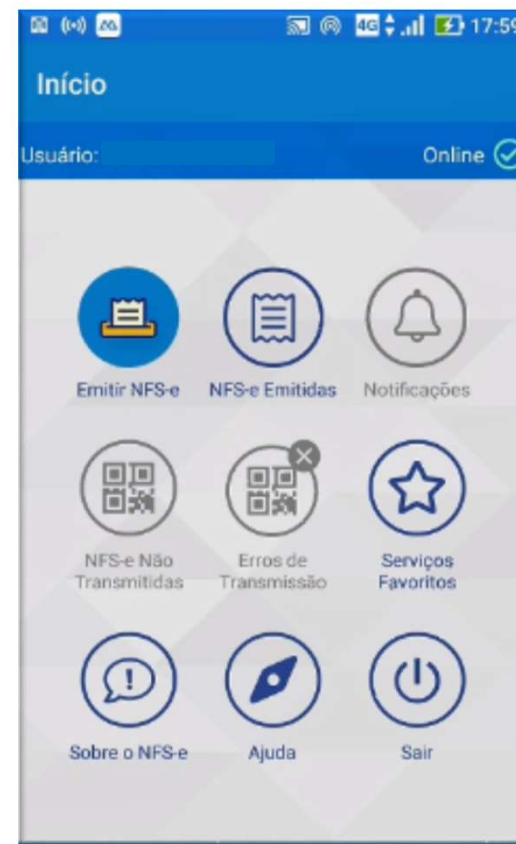 4G 17:59
Início
Usuário: Online
Emitir NFS-e NFS-e Emitidas Notificações
NFS-e Não Transmitidas
Erros de Transmissão
Serviços Favoritos
Sobre o NFS-e Ajuda Sair